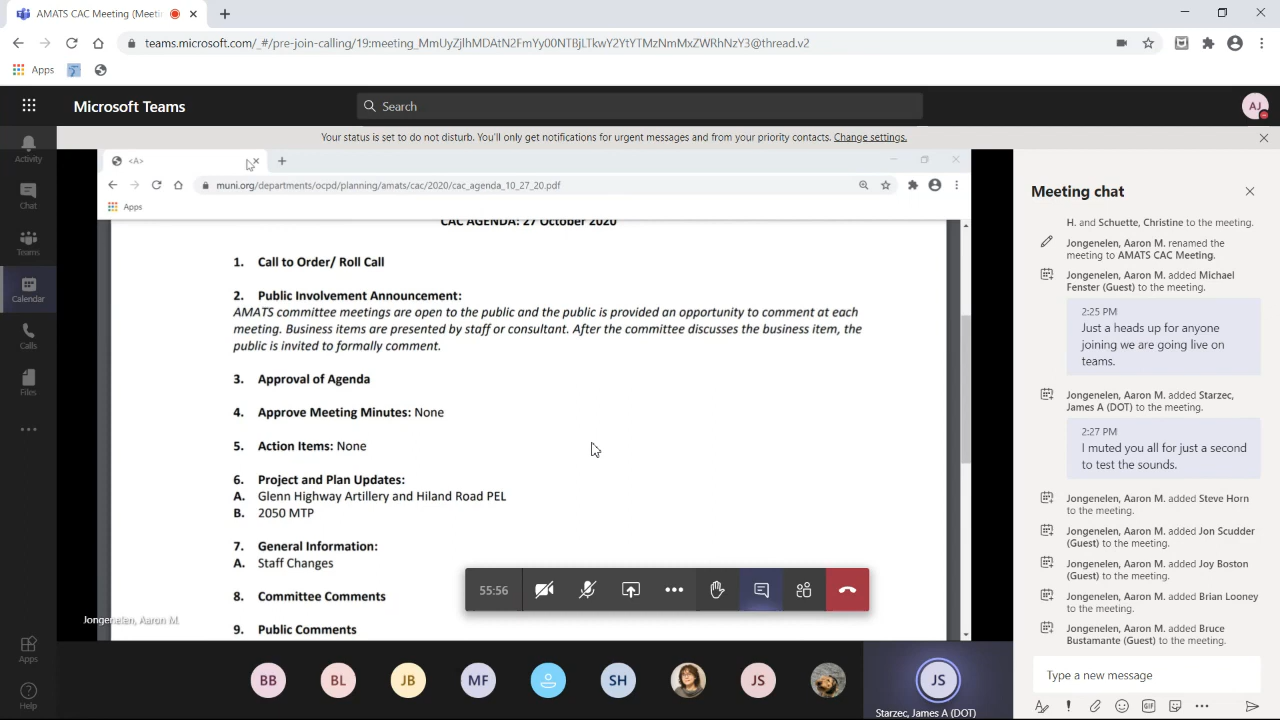 AMATS CAC Meeting (Meeti
teams.microsoft.com/_#/pre-join-calling/19:meeting_MmUyZjlhMDAtN2FmYy00NTBjLTkwY2YtYTMzNmMxZWRhNzY3@thread.v2
Apps
Microsoft Teams
Search
AJ
Your status is set to do not disturb. You'll only get notifications for urgent messages and from your priority contacts. Change settings.
Activity
Chat
Teams
Calendar
Calls
Files
Apps
Help
<A>
muni.org/departments/ocpd/planning/amats/cac/2020/cac_agenda_10_27_20.pdf
Apps
CAC AGENDA: 27 October 2020
1. Call to Order/ Roll Call
2. Public Involvement Announcement:
AMATS committee meetings are open to the public and the public is provided an opportunity to comment at each
meeting. Business items are presented by staff or consultant. After the committee discusses the business item, the
public is invited to formally comment.
3. Approval of Agenda
4. Approve Meeting Minutes: None
5. Action Items: None
6. Project and Plan Updates:
A. Glenn Highway Artillery and Hiland Road PEL
B. 2050 MTP
7. General Information:
A. Staff Changes
8. Committee Comments
9. Public Comments
55:56
Jongenelen, Aaron M.
BB
BL
JB
MF
SH
JS
JS
Starzec, James A (DOT)
Meeting chat
H. and Schuette, Christine to the meeting.
Jongenelen, Aaron M. renamed the
meeting to AMATS CAC Meeting.
Jongenelen, Aaron M. added Michael
Fenster (Guest) to the meeting.
2:25 PM
Just a heads up for anyone
joining we are going live on
teams.
Jongenelen, Aaron M. added Starzec,
James A (DOT) to the meeting.
2:27 PM
I muted you all for just a second
to test the sounds.
Jongenelen, Aaron M. added Steve Horn
to the meeting.
Jongenelen, Aaron M. added Jon Scudder
(Guest) to the meeting.
Jongenelen, Aaron M. added Joy Boston
(Guest) to the meeting.
Jongenelen, Aaron M. added Brian Looney
to the meeting.
Jongenelen, Aaron M. added Bruce
Bustamante (Guest) to the meeting.
Type a new message
GIF